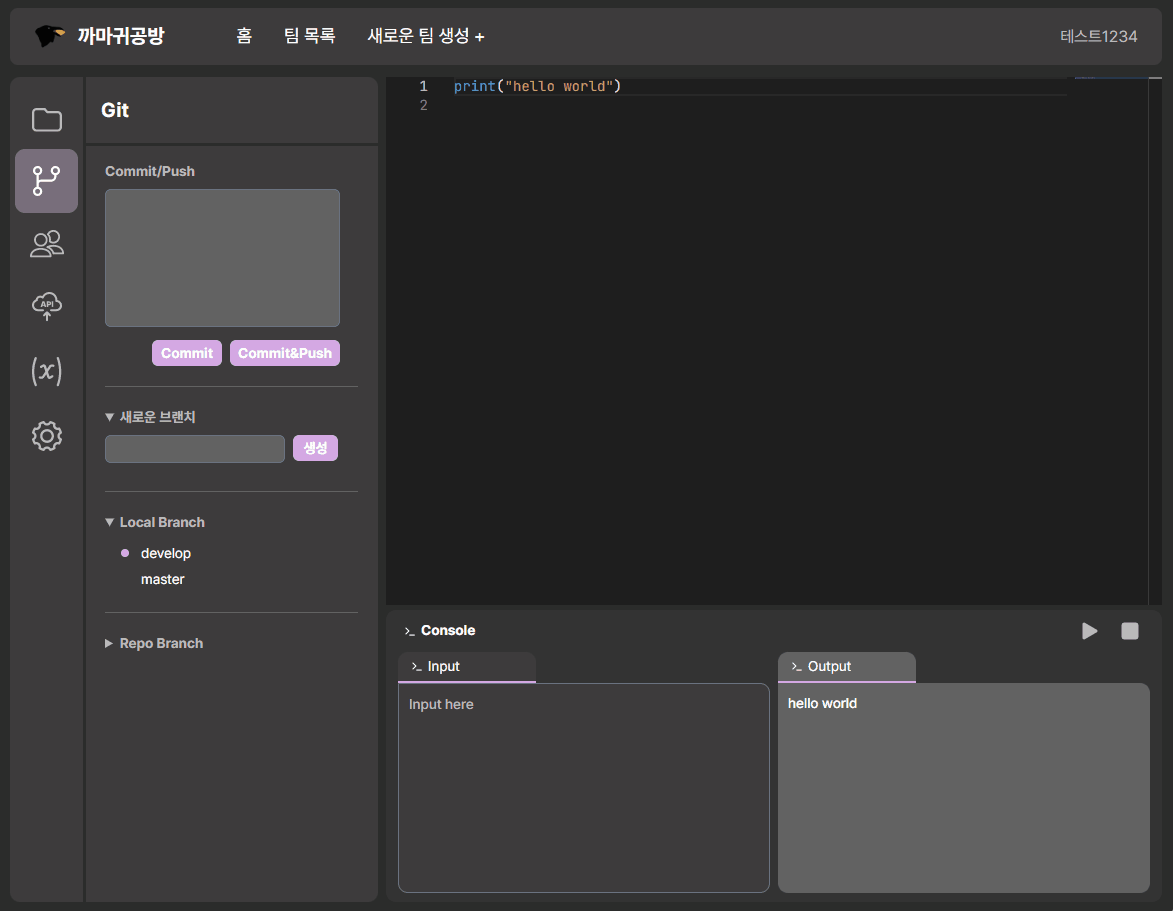 까마귀공방
홈
팀 목록
새로운 팀 생성 +
테스트1234
Git
Commit/Push
Commit
Commit&Push
새로운 브랜치
생성
Local Branch
develop
master
Repo Branch
API
(x)
1 print("hello world")
2
>_ Console
>_ Input
Input here
>_ Output
hello world